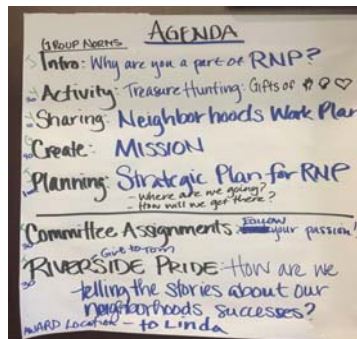 AGENDA
GROUP NORMS
Intro: Why are you a part of RNP?
Activity: Treasure Hunting: Gifts of
Sharing: Neighborhoods Work Plan
Create: MISSION
Planning: Strategic Plan for RNP
- Where are we going?
- How will we get there?
Committee Assignments: Follow your passion!
Give to Tom
RIVERSIDE PRIDE: How are we
telling the stories about our
neighborhoods successes?
AWARD Location - to Linda